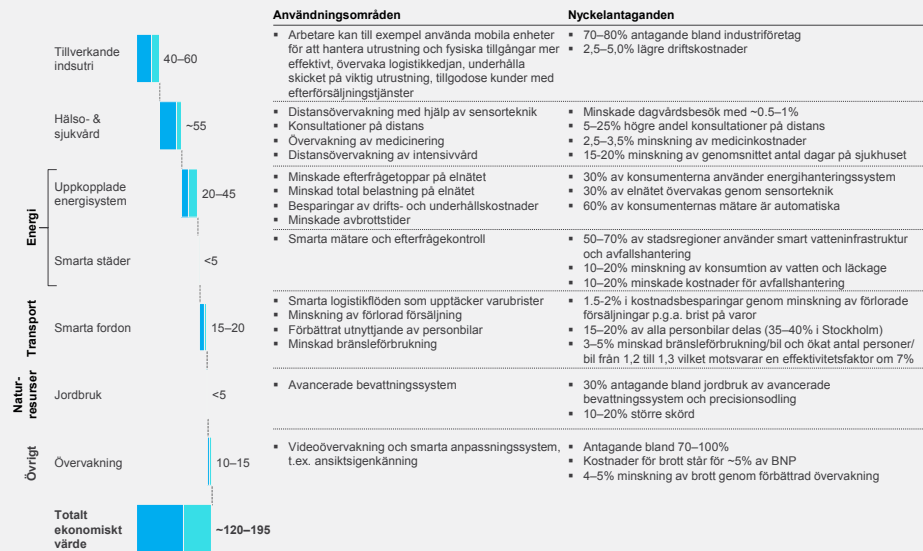 Användningsområden
Nyckelantaganden
Tillverkande
indsutri
40–60
▪ Arbetare kan till exempel använda mobila enheter
för att hantera utrustning och fysiska tillgångar mer
effektivt, övervaka logistikkedjan, underhålla
skicket på viktig utrustning, tillgodose kunder med
efterförsäljningstjänster
▪ 70–80% antagande bland industriföretag
▪ 2,5–5,0% lägre driftskostnader
Hälso- &
sjukvård
~55
▪ Distansövervakning med hjälp av sensorteknik
▪ Konsultationer på distans
▪ Övervakning av medicinering
▪ Distansövervakning av intensivvård
▪ Minskade dagvårdsbesök med ~0.5–1%
▪ 5–25% högre andel konsultationer på distans
▪ 2,5–3,5% minskning av medicinkostnader
▪ 15-20% minskning av genomsnittet antal dagar på sjukhuset
Energi
Uppkopplade
energisystem
20–45
▪ Minskade efterfrågetoppar på elnätet
▪ Minskad total belastning på elnätet
▪ Besparingar av drifts- och underhållskostnader
▪ Minskade avbrottstider
▪ 30% av konsumenterna använder energihanteringssystem
▪ 30% av elnätet övervakas genom sensorteknik
▪ 60% av konsumenternas mätare är automatiska
Smarta städer
<5
▪ Smarta mätare och efterfrågekontroll
▪ 50–70% av stadsregioner använder smart vatteninfrastruktur
och avfallshantering
▪ 10–20% minskning av konsumtion av vatten och läckage
▪ 10–20% minskade kostnader för avfallshantering
Transport
Smarta fordon
15–20
▪ Smarta logistikflöden som upptäcker varubrister
▪ Minskning av förlorad försäljning
▪ Förbättrat utnyttjande av personbilar
▪ Minskad bränsleförbrukning
▪ 1.5-2% i kostnadsbesparingar genom minskning av förlorade
försäljningar p.g.a. brist på varor
▪ 15–20% av alla personbilar delas (35–40% i Stockholm)
▪ 3–5% minskad bränsleförbrukning/bil och ökat antal personer/
bil från 1,2 till 1,3 vilket motsvarar en effektivitetsfaktor om 7%
Natur-
resurser
Jordbruk
<5
▪ Avancerade bevattningssystem
▪ 30% antagande bland jordbruk av avancerade
bevattningssystem och precisionsodling
▪ 10–20% större skörd
Övrigt
Övervakning
10–15
▪ Videoövervakning och smarta anpassningssystem,
t.ex. ansiktsigenkänning
▪ Antagande bland 70–100%
▪ Kostnader för brott står för ~5% av BNP
▪ 4–5% minskning av brott genom förbättrad övervakning
Totalt
ekonomiskt
värde
~120–195